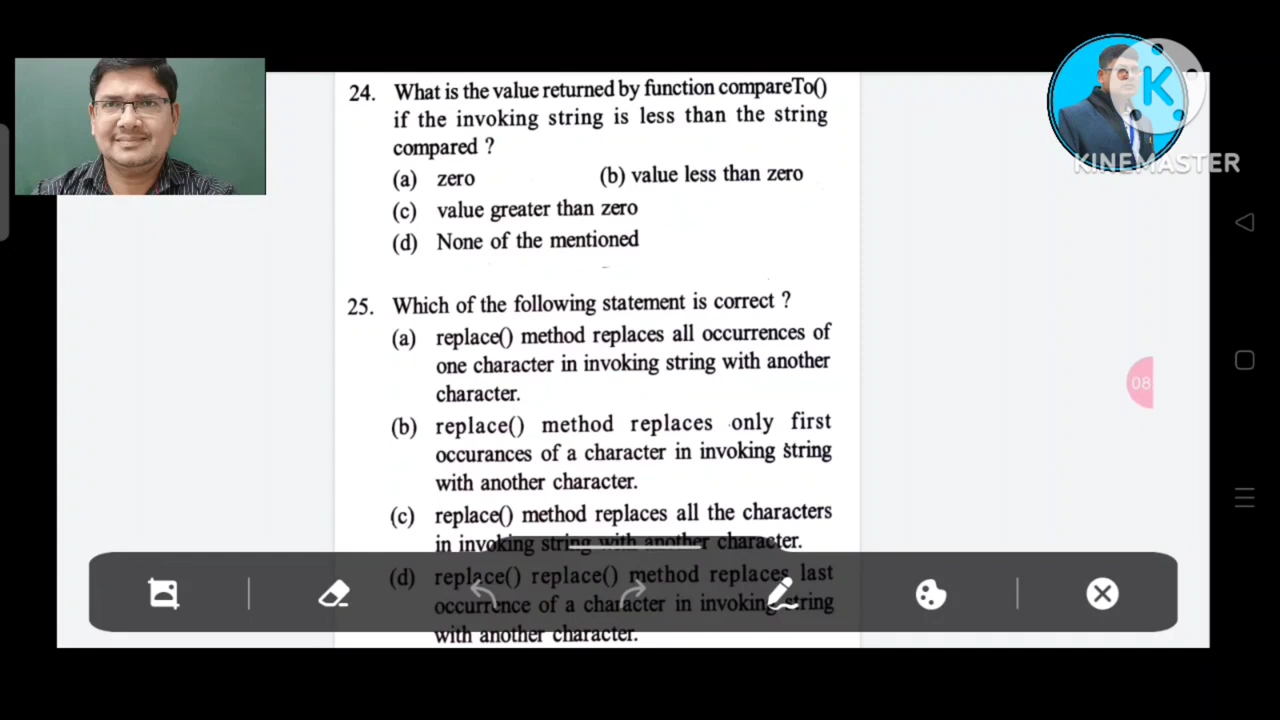 24. What is the value returned by function compareTo()
if the invoking string is less than the string
compared ?
(a) zero (b) value less than zero
(c) value greater than zero
(d) None of the mentioned
25. Which of the following statement is correct ?
(a) replace() method replaces all occurrences of
one character in invoking string with another
character.
(b) replace() method replaces only first
occurances of a character in invoking string
with another character.
(c) replace() method replaces all the characters
in invoking string with another character.
(d) replace() replace() method replaces last
occurrence of a character in invoking string
with another character.
K
KINEMASTER
08